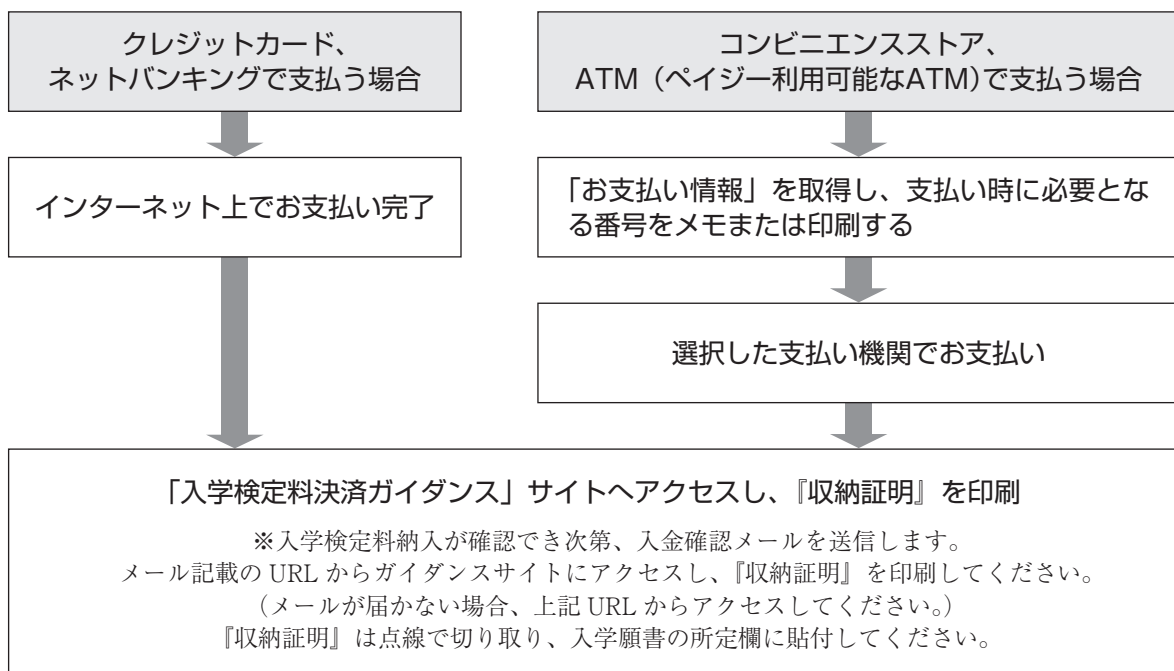 クレジットカード、
ネットバンキングで支払う場合
インターネット上でお支払い完了
コンビニエンスストア、
ATM（ペイジー利用可能なATM）で支払う場合
「お支払い情報」を取得し、支払い時に必要とな
る番号をメモまたは印刷する
選択した支払い機関でお支払い
「入学検定料決済ガイダンス」サイトへアクセスし、『収納証明』を印刷
※入学検定料納入が確認でき次第、入金確認メールを送信します。
メール記載の URL からガイダンスサイトにアクセスし、『収納証明』を印刷してください。
（メールが届かない場合、上記 URL からアクセスしてください。）
『収納証明』は点線で切り取り、入学願書の所定欄に貼付してください。